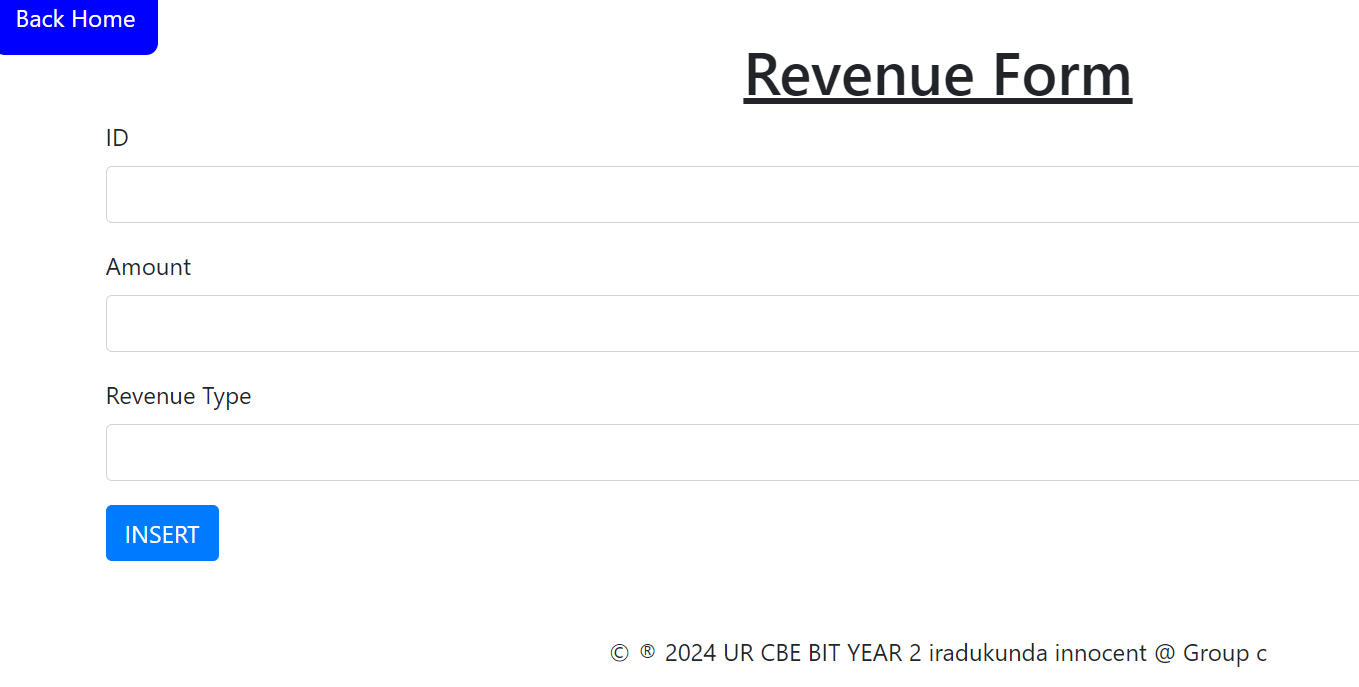 Back Home
Revenue Form
ID
Amount
Revenue Type
INSERT
© ® 2024 UR CBE BIT YEAR 2 iradukunda innocent @ Group c